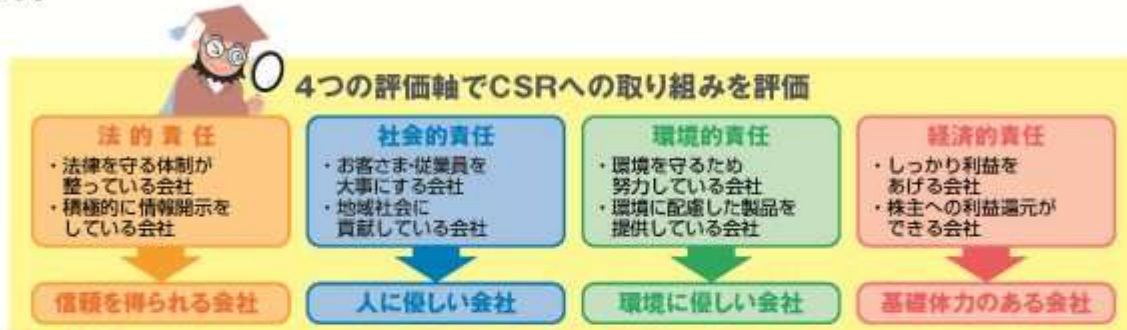 4つの評価軸でCSRへの取り組みを評価
法的責任
・法律を守る体制が
整っている会社
・積極的に情報開示を
している会社
信頼を得られる会社
社会的責任
・お客さま・従業員を
大事にする会社
・地域社会に
貢献している会社
人に優しい会社
環境的責任
・環境を守るため
努力している会社
・環境に配慮した製品を
提供している会社
環境に優しい会社
経済的責任
・しっかり利益を
あげる会社
・株主への利益還元が
できる会社
基礎体力のある会社